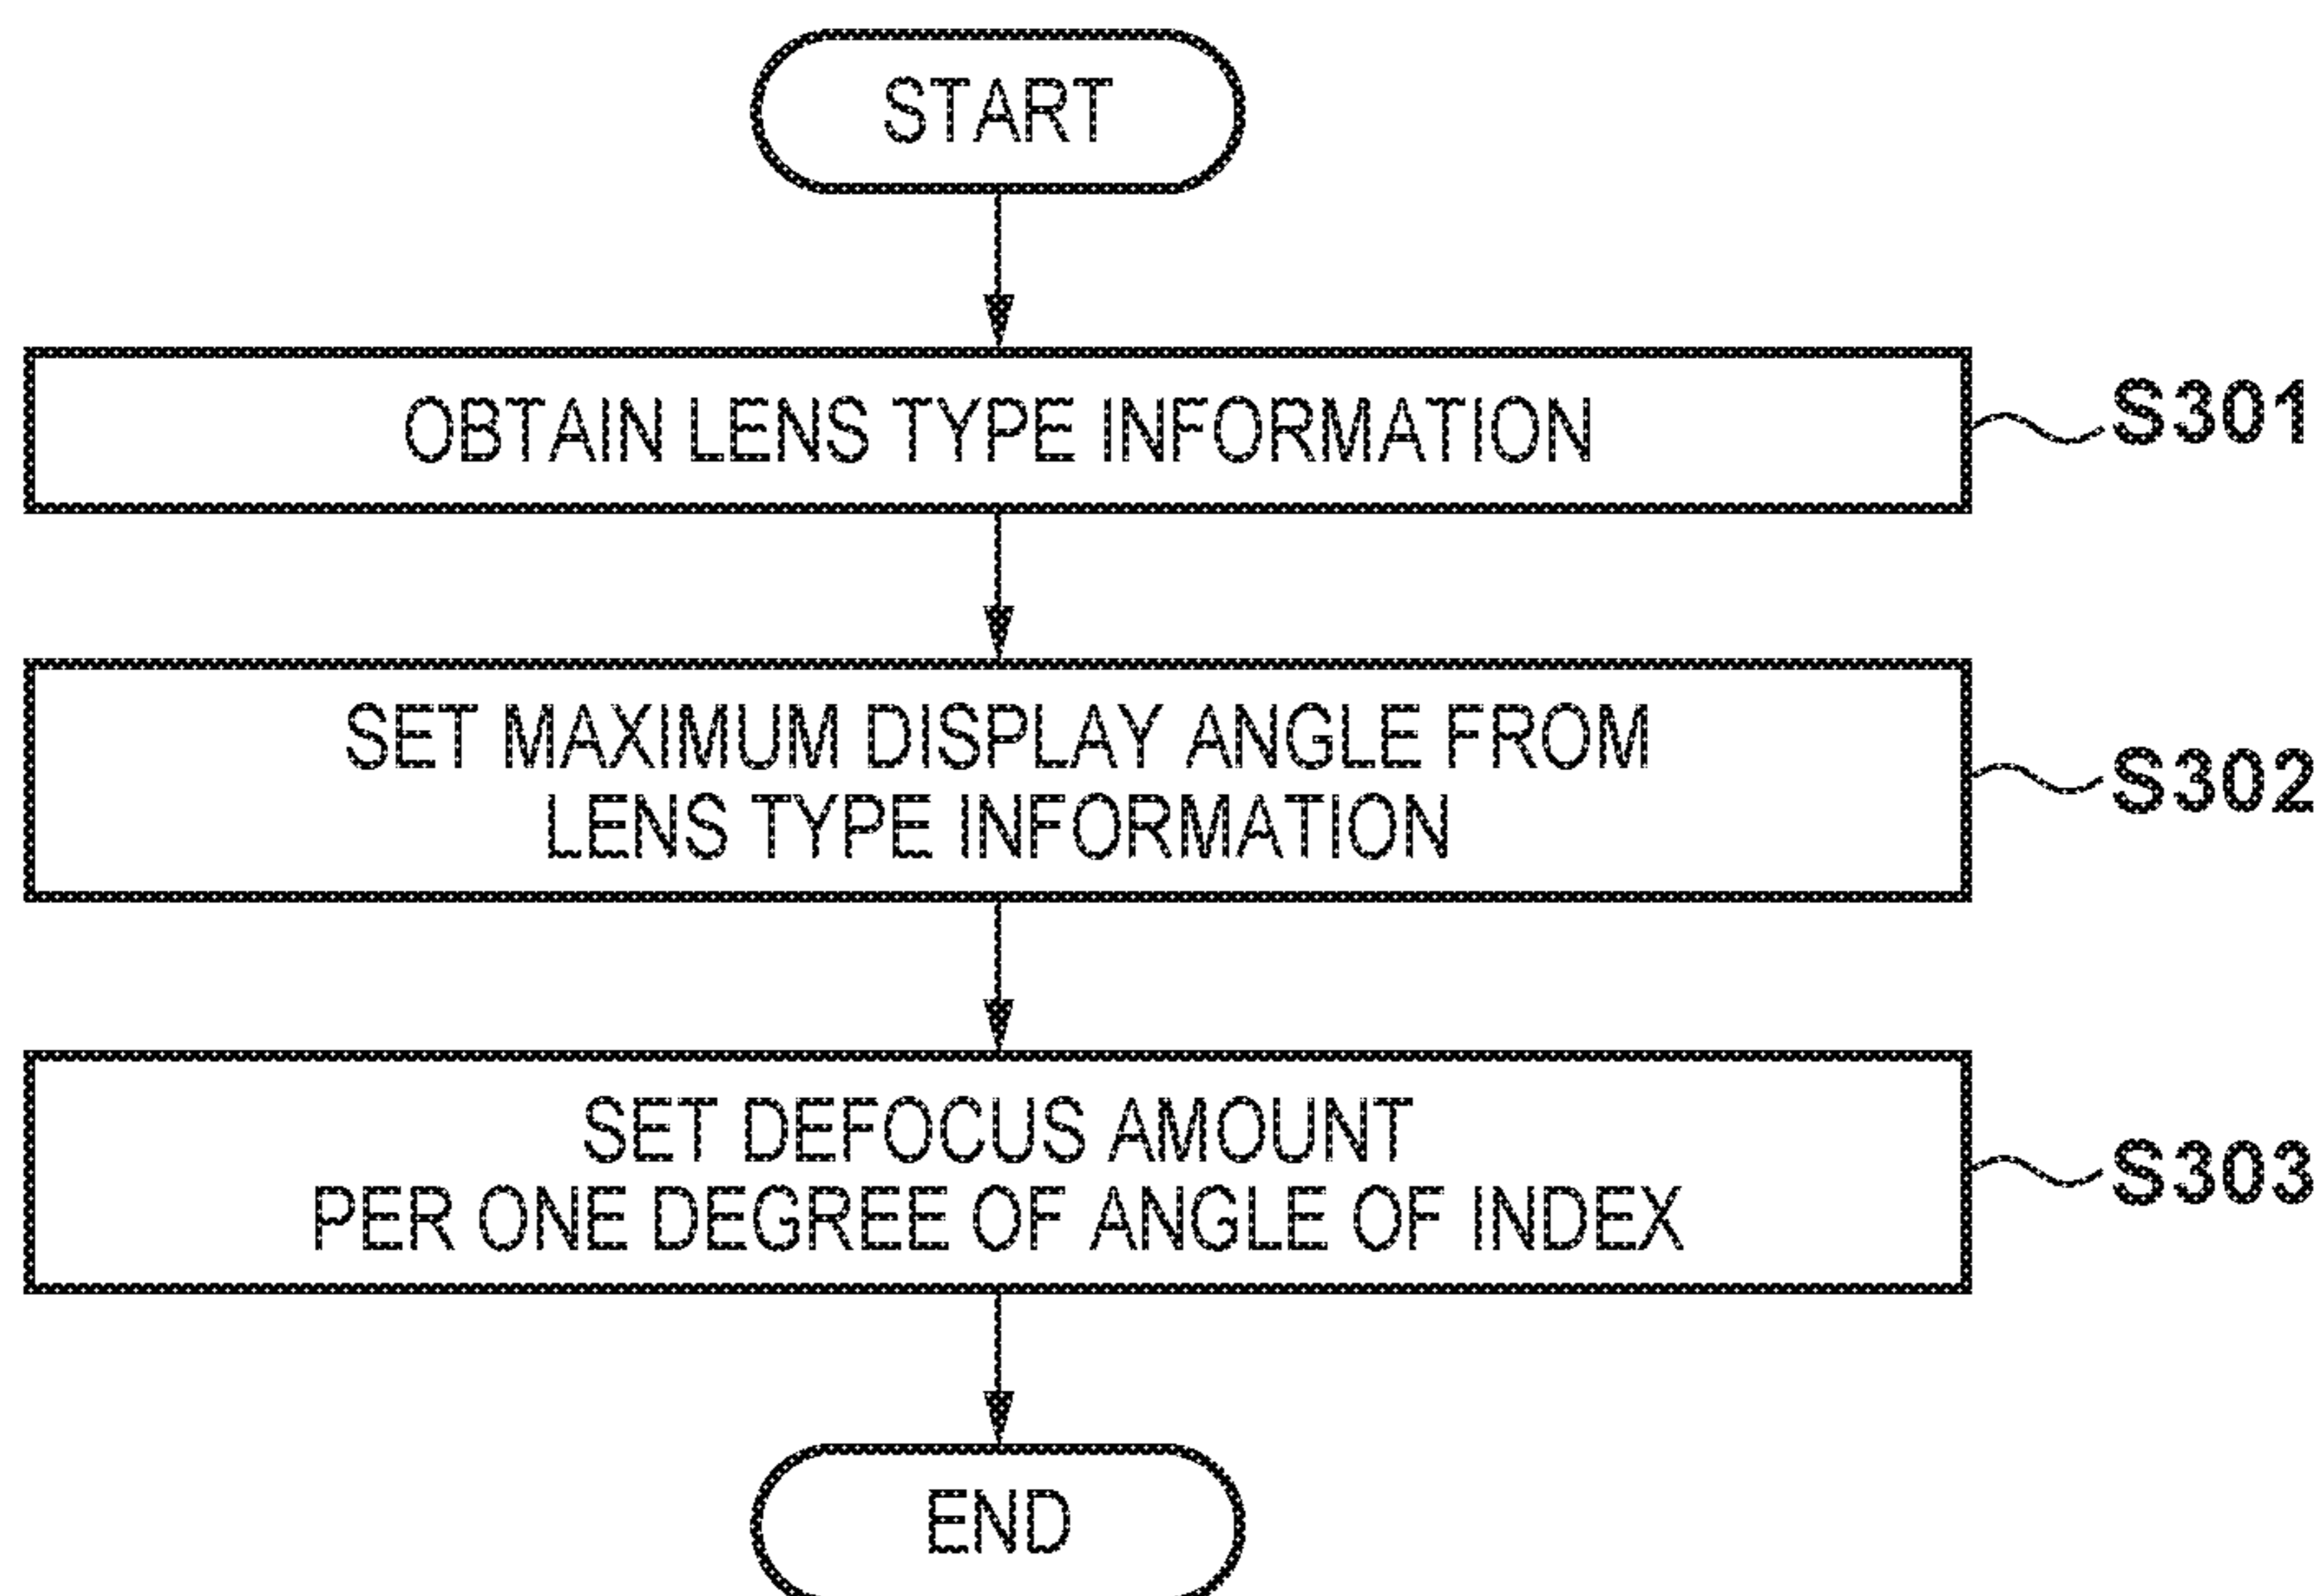 START
OBTAIN LENS TYPE INFORMATION
S301
SET MAXIMUM DISPLAY ANGLE FROM
LENS TYPE INFORMATION
S302
SET DEFOCUS AMOUNT
PER ONE DEGREE OF ANGLE OF INDEX
S303
END